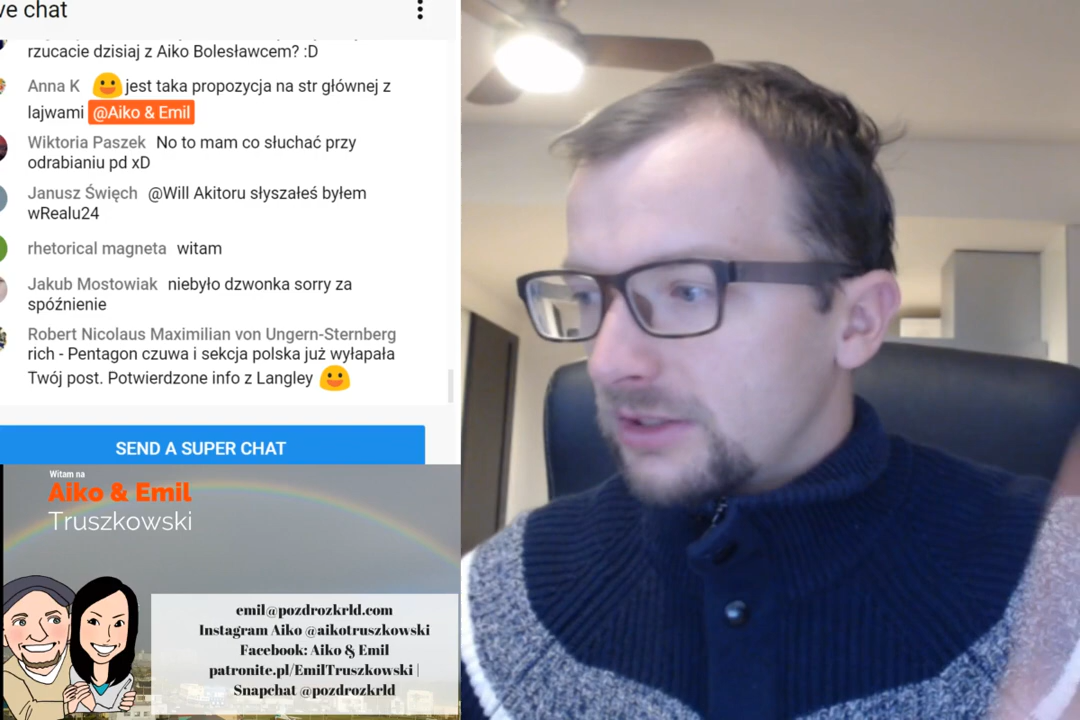 ve chat
rzucacie dzisiaj z Aiko Bolesławcem? :D
Anna K jest taka propozycja na str głównej z
lajwami @Aiko & Emil
Wiktoria Paszek No to mam co słuchać przy
odrabianiu pd xD
Janusz Święch @Will Akitoru słyszałeś byłem
wRealu24
rhetorical magneta witam
Jakub Mostowiak niebyło dzwonka sorry za
spóźnienie
Robert Nicolaus Maximilian von Ungern-Sternberg
rich - Pentagon czuwa i sekcja polska już wyłapała
Twój post. Potwierdzone info z Langley
SEND A SUPER CHAT
Witam na
Aiko & Emil
Truszkowski
emil@pozdrozkrld.com
Instagram Aiko @aikotruszkowski
Facebook: Aiko & Emil
patronite.pl/EmilTruszkowski |
Snapchat @pozdrozkrld